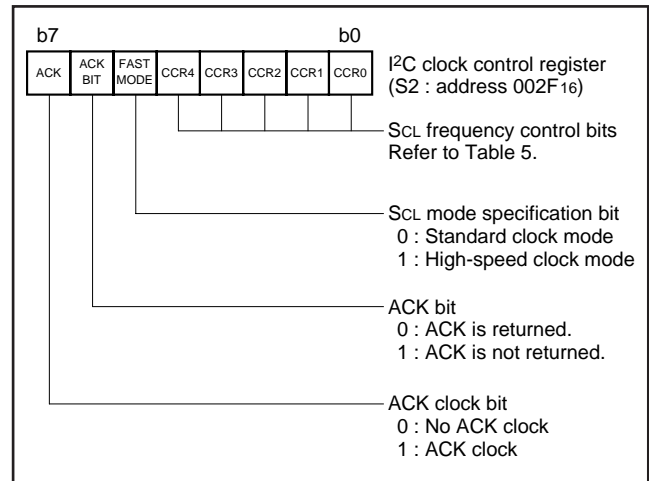 b7 b0
ACK ACK BIT FAST MODE CCR4 CCR3 CCR2 CCR1 CCR0
I2C clock control register
(S2 : address 002F16)
SCL frequency control bits
Refer to Table 5.
SCL mode specification bit
0 : Standard clock mode
1 : High-speed clock mode
ACK bit
0 : ACK is returned.
1 : ACK is not returned.
ACK clock bit
0 : No ACK clock
1 : ACK clock